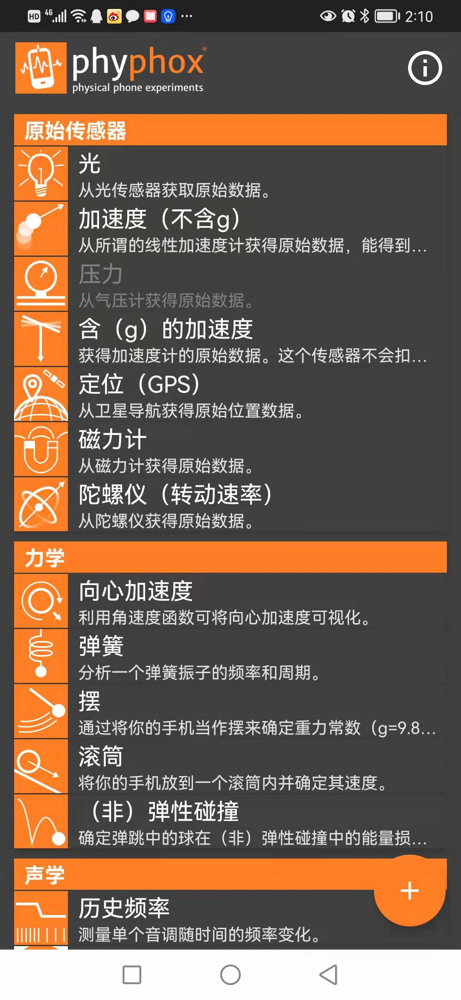 HD 4G 2:10
phyphox®
physical phone experiments
原始传感器
光
从光传感器获取原始数据。
加速度（不含g）
从所谓的线性加速度计获得原始数据，能得到...
压力
从气压计获得原始数据。
含（g）的加速度
获得加速度计的原始数据。这个传感器不会扣...
定位（GPS）
从卫星导航获得原始位置数据。
磁力计
从磁力计获得原始数据。
陀螺仪（转动速率）
从陀螺仪获得原始数据。
力学
向心加速度
利用角速度函数可将向心加速度可视化。
弹簧
分析一个弹簧振子的频率和周期。
摆
通过将你的手机当作摆来确定重力常数（g=9.8...
滚筒
将你的手机放到一个滚筒内并确定其速度。
（非）弹性碰撞
确定弹跳中的球在（非）弹性碰撞中的能量损...
声学
历史频率
测量单个音调随时间的频率变化。